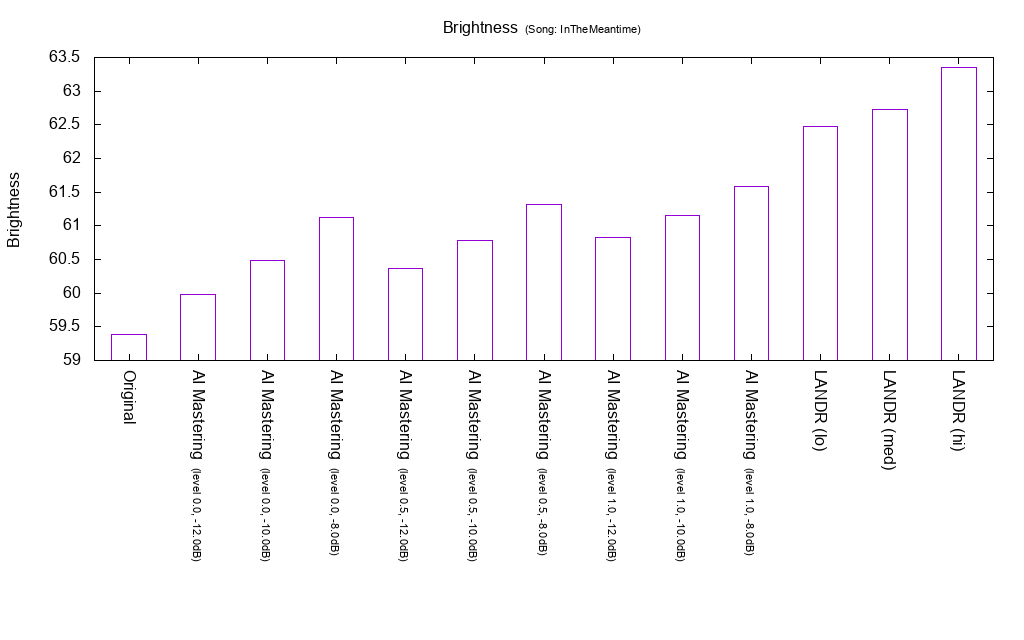 Brightness (Song: InTheMeantime)
Brightness
63.5
63
62.5
62
61.5
61
60.5
60
59.5
59
Original
AI Mastering (level 0.0, -12.0dB)
AI Mastering (level 0.0, -10.0dB)
AI Mastering (level 0.0, -8.0dB)
AI Mastering (level 0.5, -12.0dB)
AI Mastering (level 0.5, -10.0dB)
AI Mastering (level 0.5, -8.0dB)
AI Mastering (level 1.0, -12.0dB)
AI Mastering (level 1.0, -10.0dB)
AI Mastering (level 1.0, -8.0dB)
LANDR (lo)
LANDR (med)
LANDR (hi)